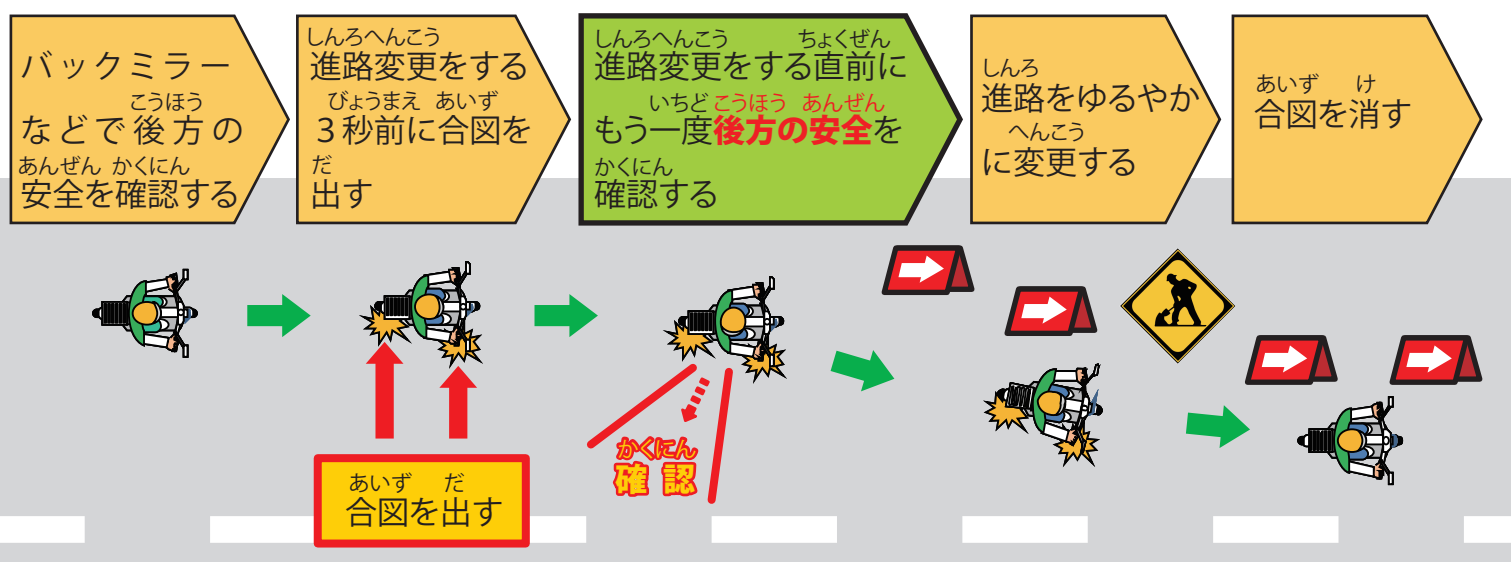 バックミラー
こうほう
などで後方の
あんぜん かくにん
安全を確認する
しんろへんこう
進路変更をする
びょうまえ あいず
３秒前に合図を
だ
出す
しんろへんこう ちょくぜん
進路変更をする直前に
いちど こうほう あんぜん
もう一度後方の安全を
かくにん
確認する
しんろ
進路をゆるやか
へんこう
に変更する
あいず け
合図を消す
あいず だ
合図を出す
かくにん
確認